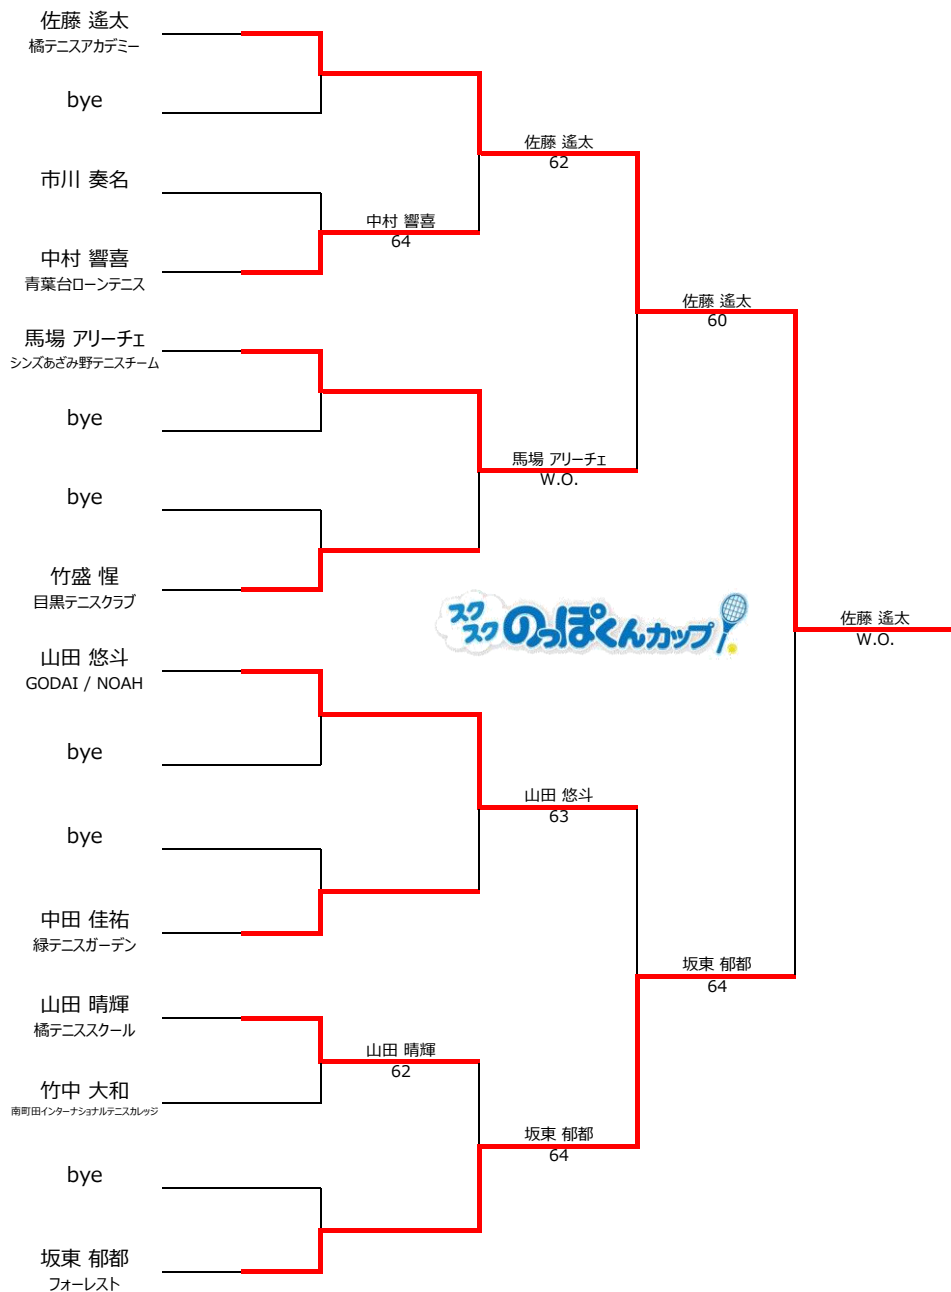 佐藤 遙太
橘テニスアカデミー
bye
市川 奏名
中村 響喜
青葉台ローンテニス
馬場 アリーチェ
シンズあざみ野テニスチーム
bye
bye
竹盛 惺
目黒テニスクラブ
山田 悠斗
GODAI / NOAH
bye
bye
中田 佳祐
緑テニスガーデン
山田 晴輝
橘テニススクール
竹中 大和
南町田インターナショナルテニスカレッジ
bye
坂東 郁都
フォーレスト
中村 響喜
64
山田 晴輝
62
佐藤 遙太
62
馬場 アリーチェ
W.O.
山田 悠斗
63
坂東 郁都
64
佐藤 遙太
60
坂東 郁都
64
スクスクのっぽくんカップ
佐藤 遙太
W.O.